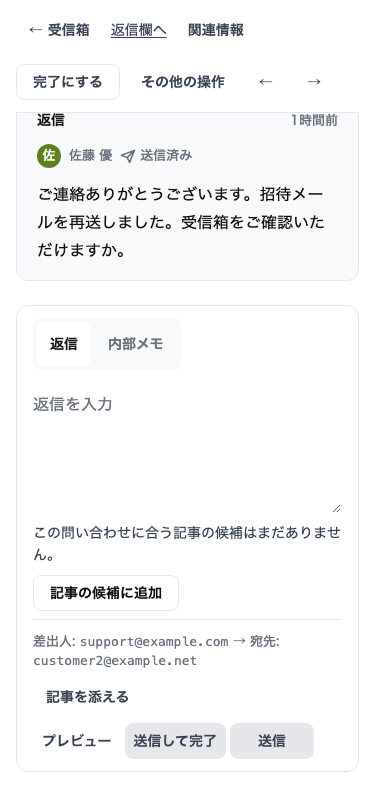 ← 受信箱 返信欄へ 関連情報
完了にする その他の操作 ← →
返信 1時間前
佐 佐藤 優 送信済み
ご連絡ありがとうございます。招待メー
ルを再送しました。受信箱をご確認いた
だけますか。
返信 内部メモ
返信を入力
この問い合わせに合う記事の候補はまだありませ
ん。
記事の候補に追加
差出人: support@example.com → 宛先:
customer2@example.net
記事を添える
プレビュー 送信して完了 送信